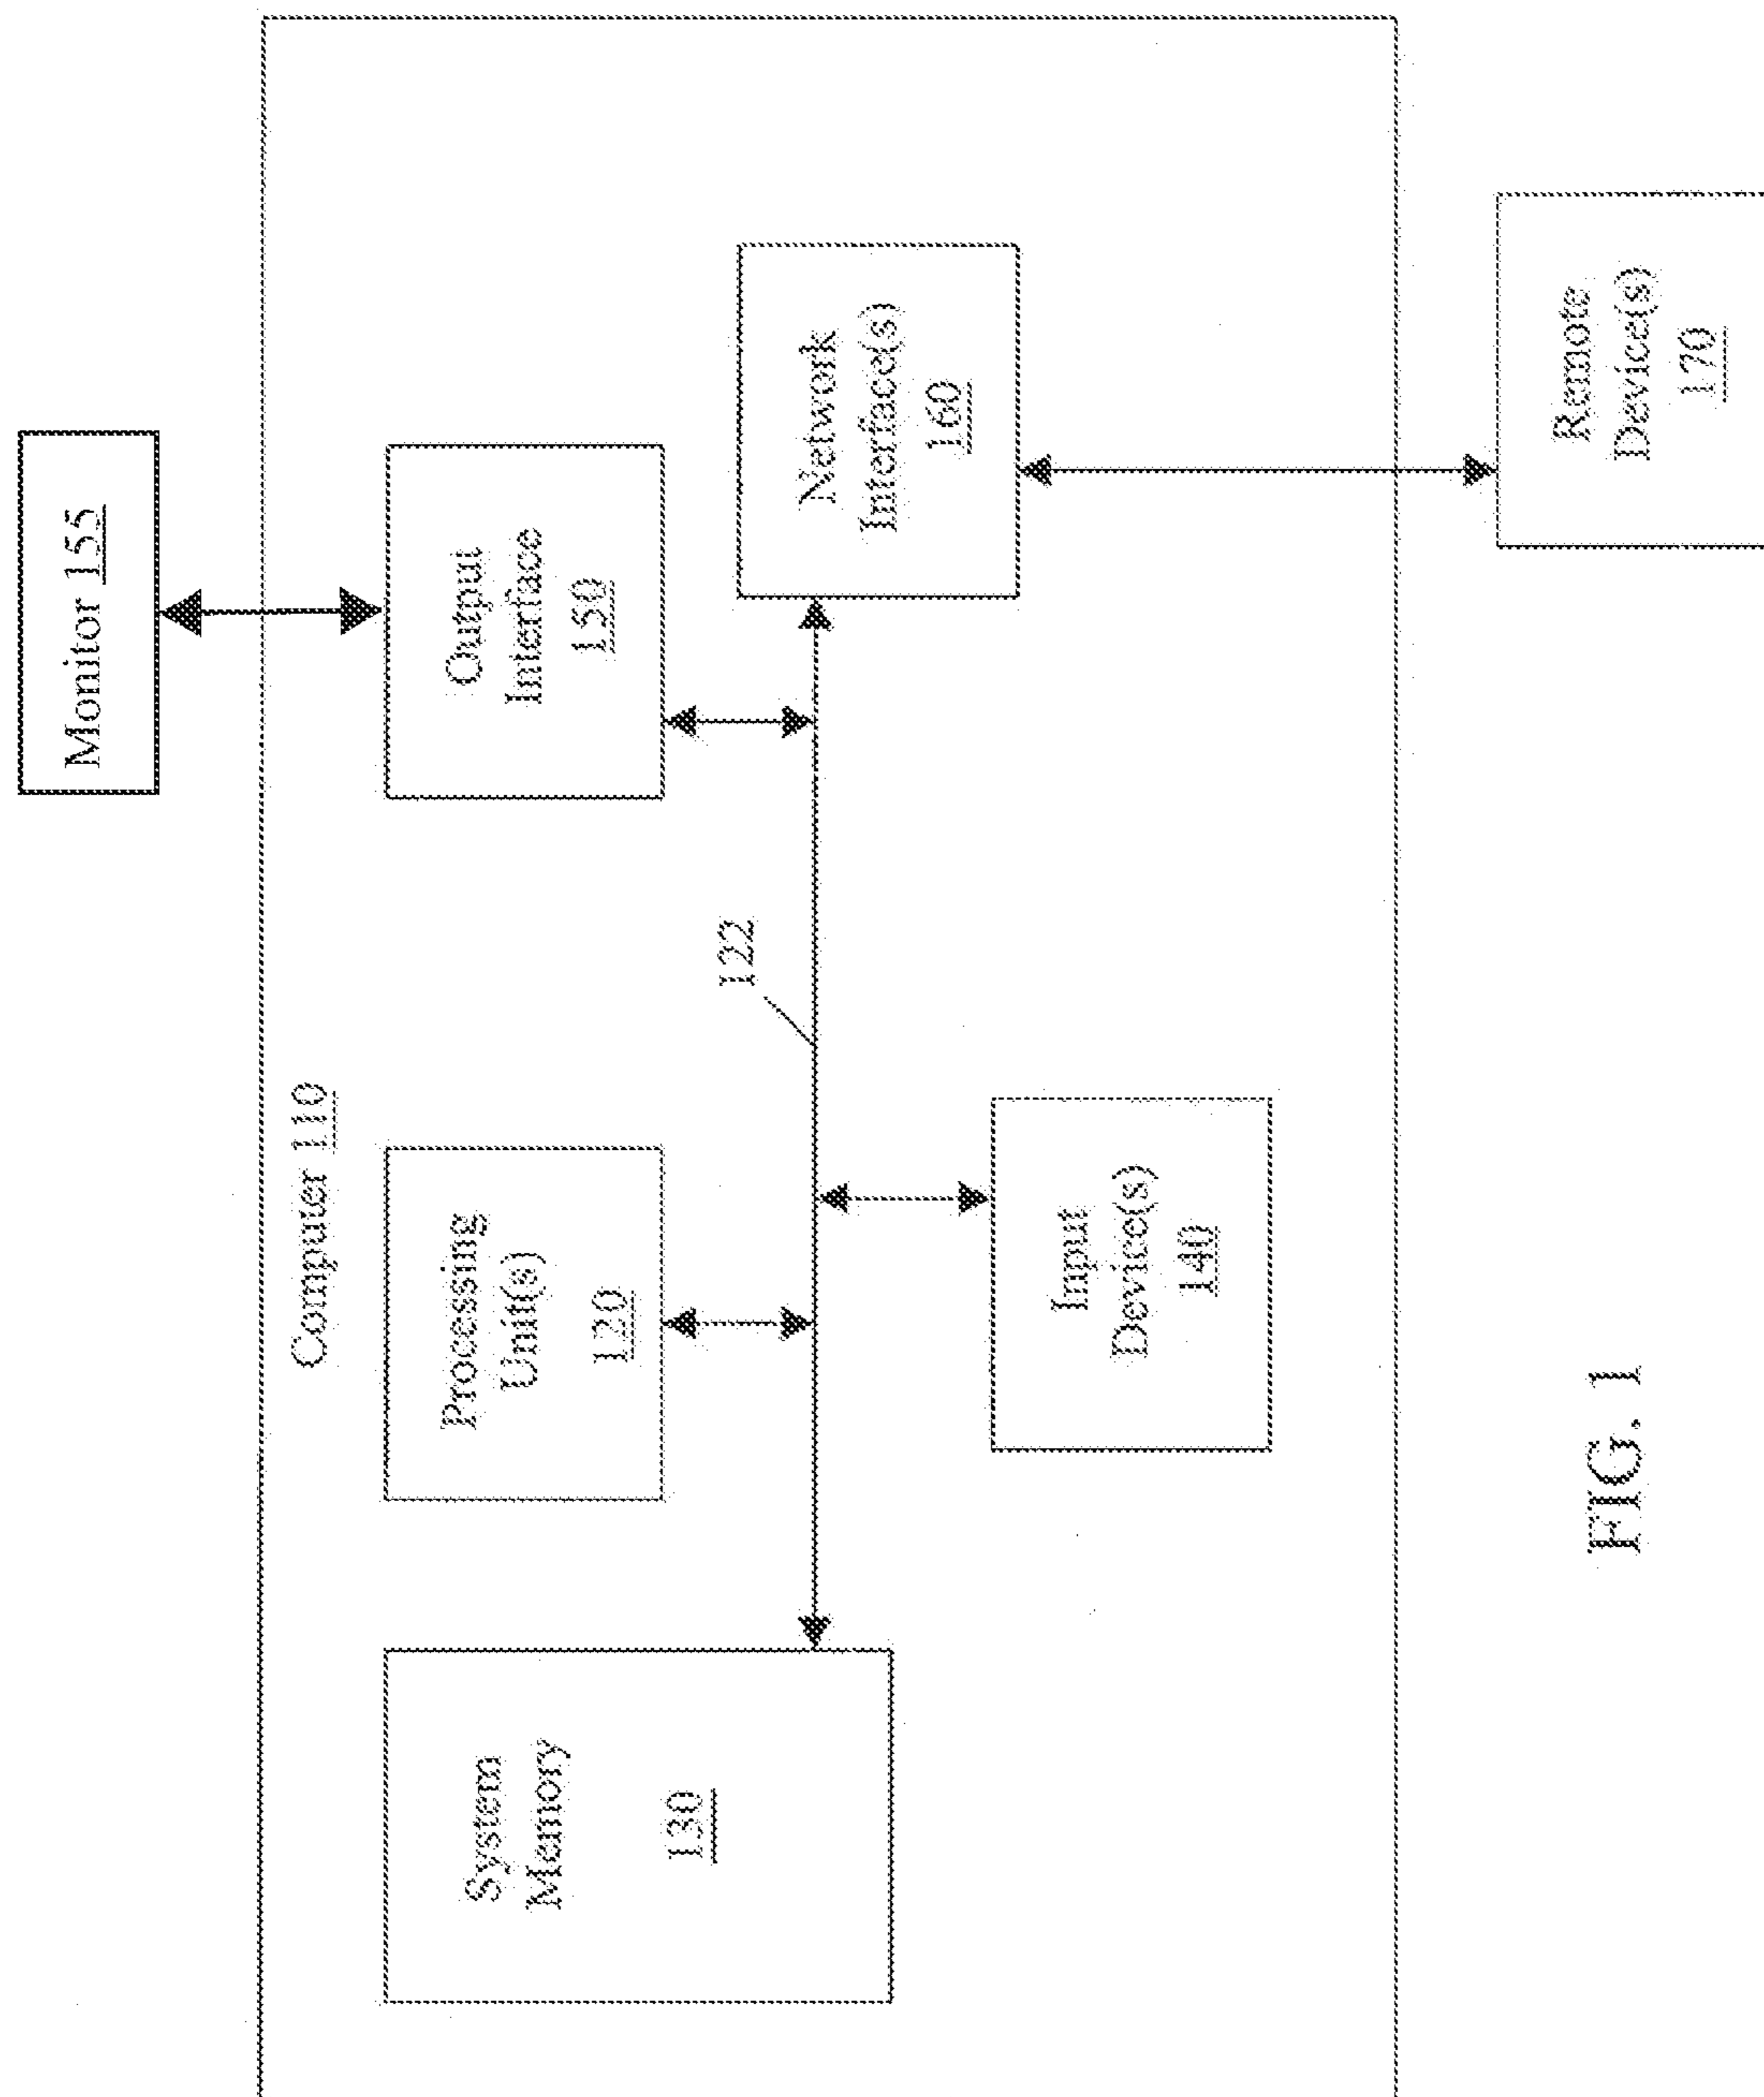 Monitor 155
Computer 110
System
Memory
130
Processing
Unit(s)
120
Output
Interface
150
122
Network
Interface(s)
160
Input
Device(s)
140
Remote
Device(s)
170
FIG. 1